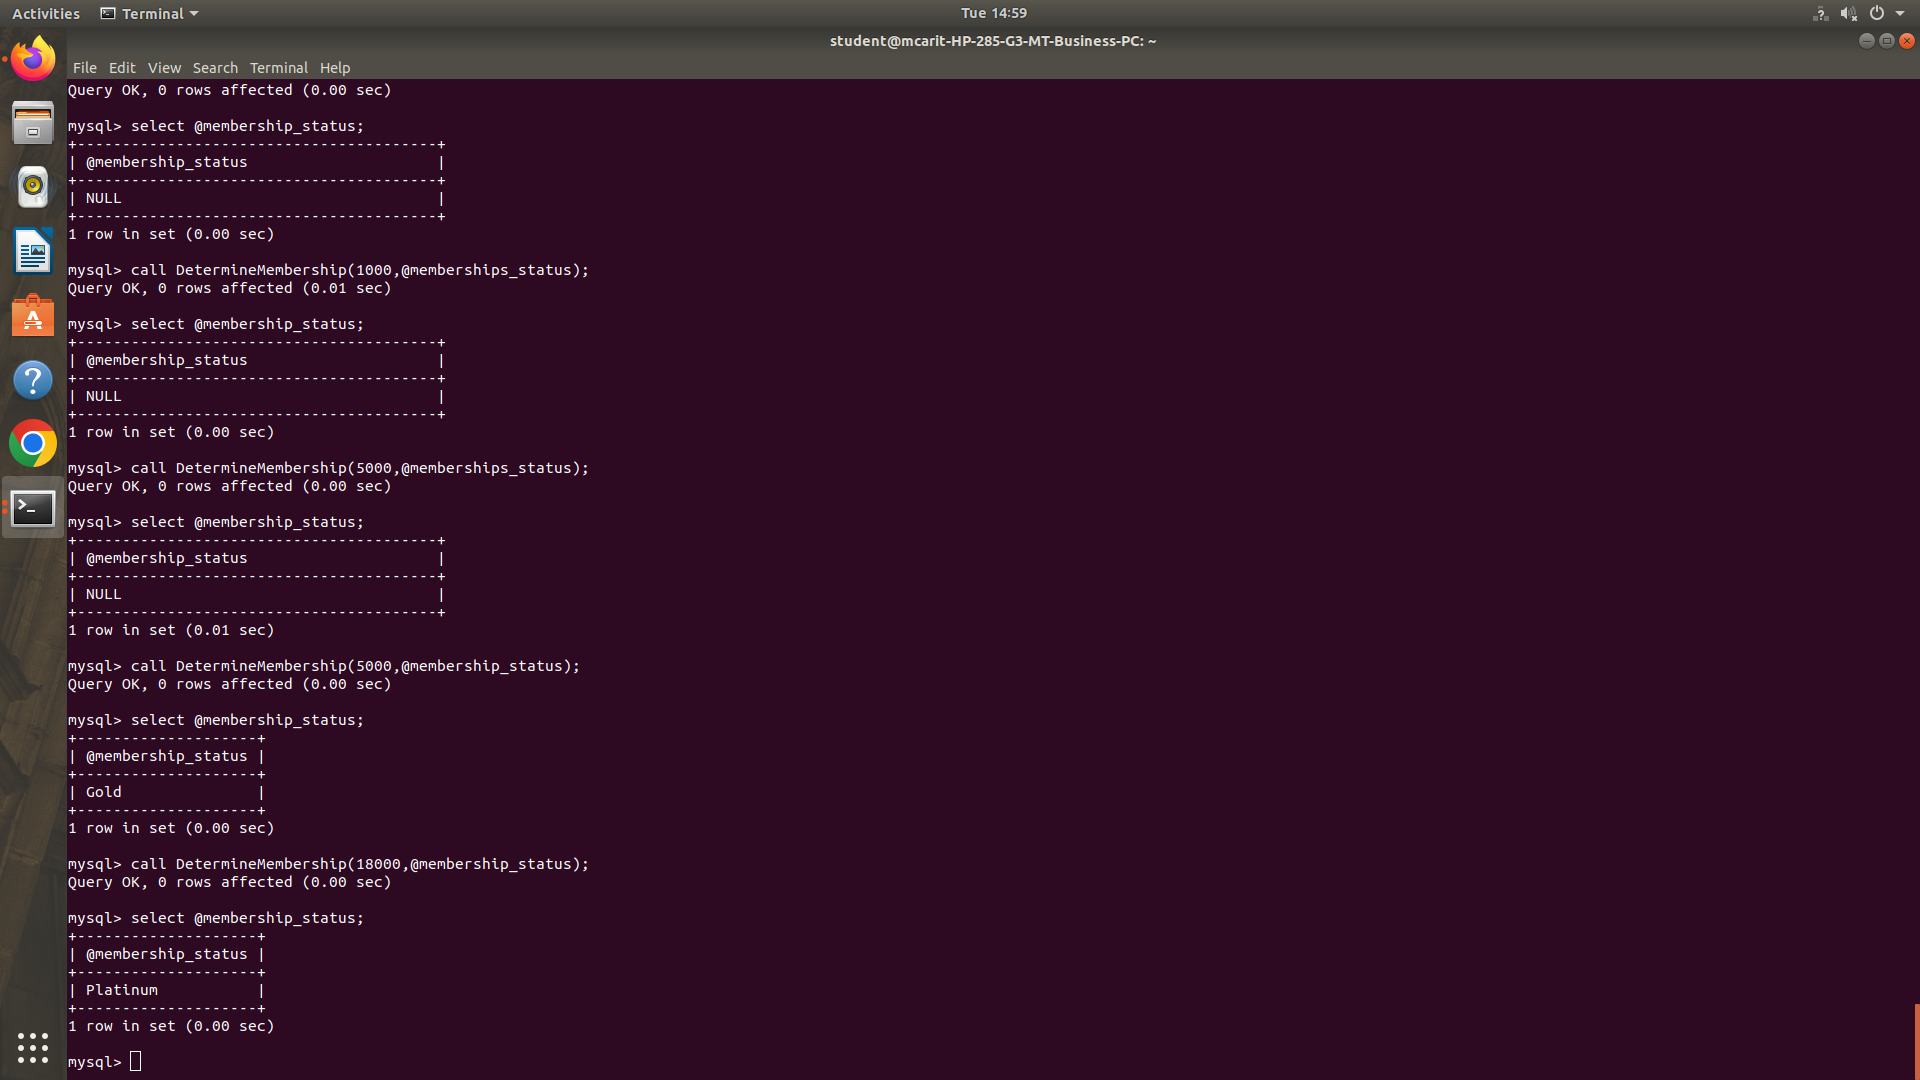 Activities Terminal Tue 14:59
student@mcarit-HP-285-G3-MT-Business-PC: ~
File Edit View Search Terminal Help
Query OK, 0 rows affected (0.00 sec)

mysql> select @membership_status;
+----------------------------------------+
| @membership_status                     |
+----------------------------------------+
| NULL                                   |
+----------------------------------------+
1 row in set (0.00 sec)

mysql> call DetermineMembership(1000,@memberships_status);
Query OK, 0 rows affected (0.01 sec)

mysql> select @membership_status;
+----------------------------------------+
| @membership_status                     |
+----------------------------------------+
| NULL                                   |
+----------------------------------------+
1 row in set (0.00 sec)

mysql> call DetermineMembership(5000,@memberships_status);
Query OK, 0 rows affected (0.00 sec)

mysql> select @membership_status;
+----------------------------------------+
| @membership_status                     |
+----------------------------------------+
| NULL                                   |
+----------------------------------------+
1 row in set (0.01 sec)

mysql> call DetermineMembership(5000,@membership_status);
Query OK, 0 rows affected (0.00 sec)

mysql> select @membership_status;
+--------------------+
| @membership_status |
+--------------------+
| Gold               |
+--------------------+
1 row in set (0.00 sec)

mysql> call DetermineMembership(18000,@membership_status);
Query OK, 0 rows affected (0.00 sec)

mysql> select @membership_status;
+--------------------+
| @membership_status |
+--------------------+
| Platinum           |
+--------------------+
1 row in set (0.00 sec)

mysql>